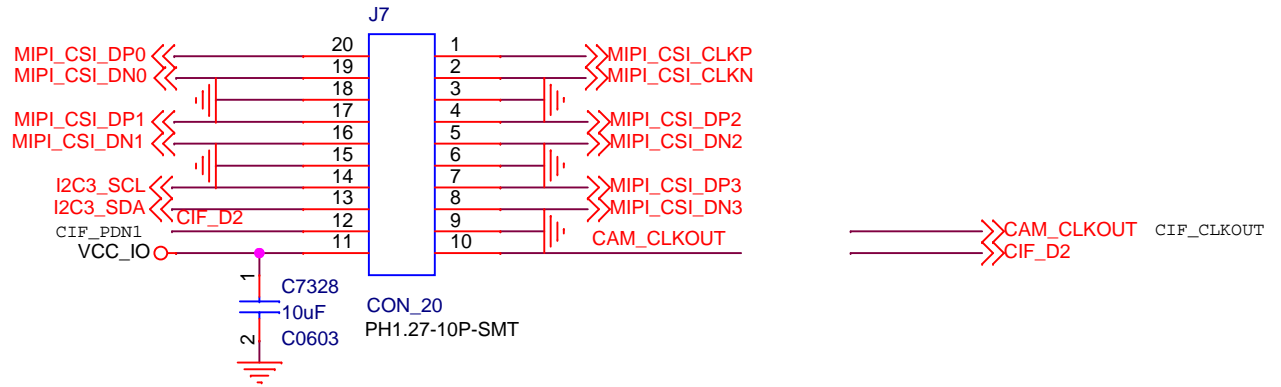 J7
MIPI_CSI_DP0 20 1 MIPI_CSI_CLKP
MIPI_CSI_DN0 19 2 MIPI_CSI_CLKN
18 3
MIPI_CSI_DP1 17 4 MIPI_CSI_DP2
MIPI_CSI_DN1 16 5 MIPI_CSI_DN2
15 6
I2C3_SCL 14 7 MIPI_CSI_DP3
I2C3_SDA 13 8 MIPI_CSI_DN3
CIF_D2
CIF_PDN1 12 9 CAM_CLKOUT CIF_CLKOUT
VCC_IO 11 10 CAM_CLKOUT CIF_D2
1 C7328
10uF CON_20
2 C0603 PH1.27-10P-SMT